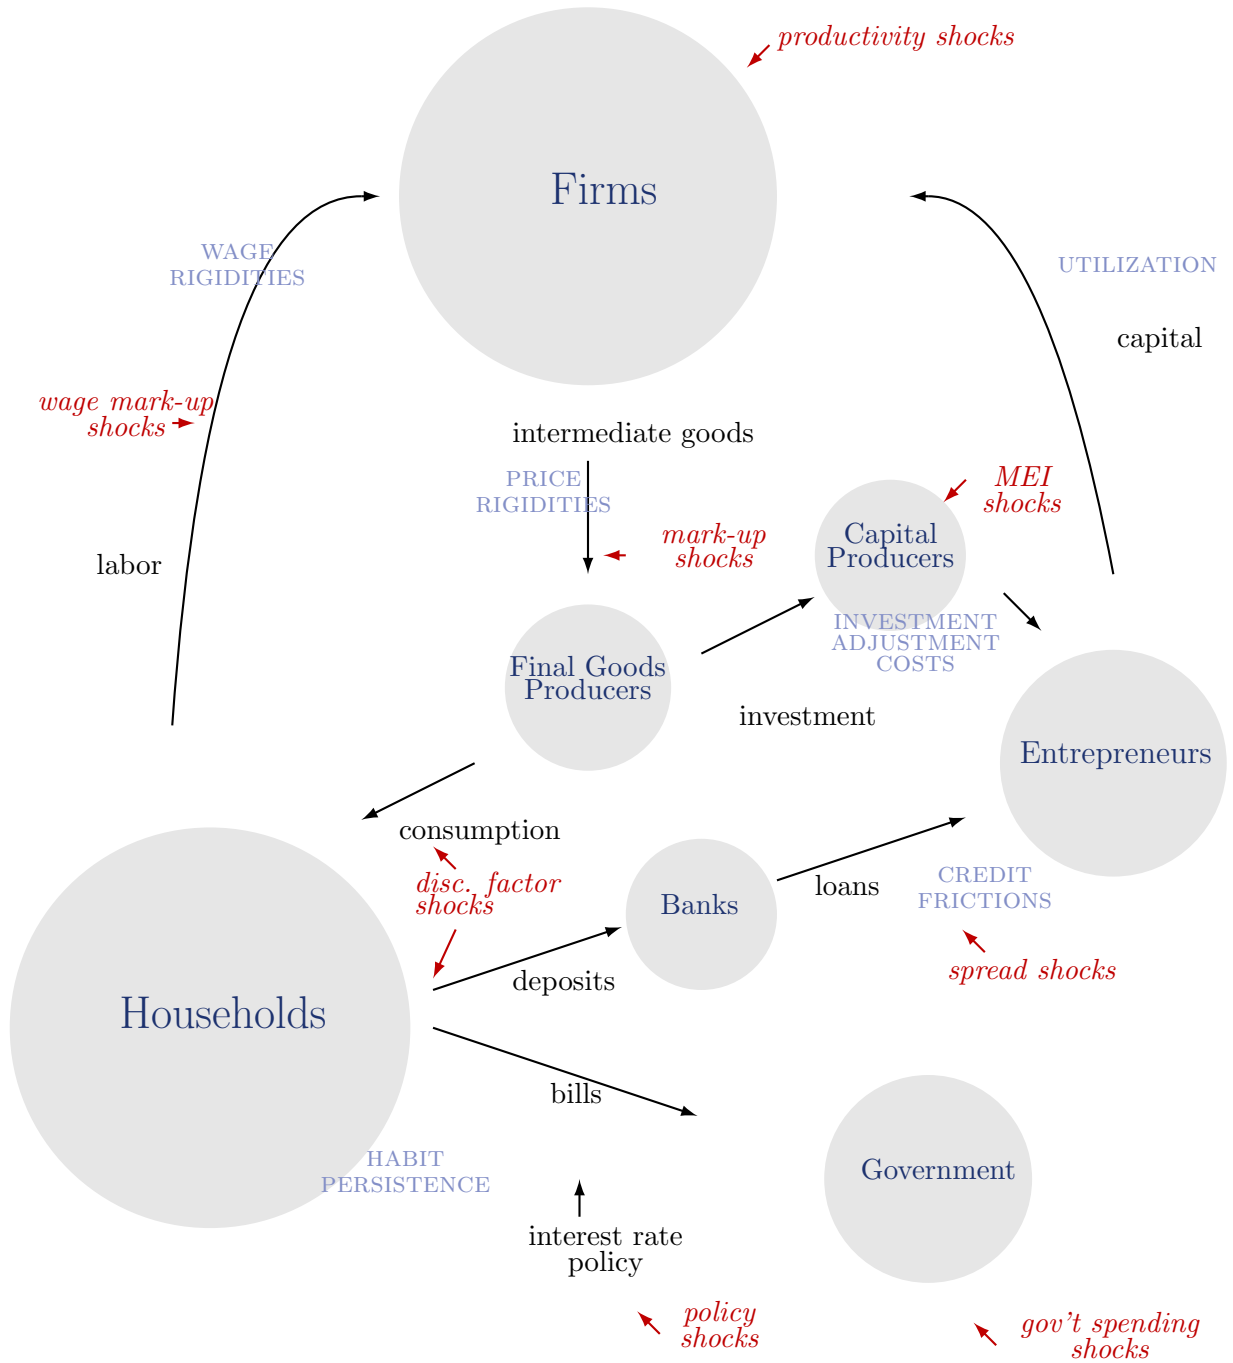 productivity shocks
Firms
WAGE
RIGIDITIES
UTILIZATION
capital
wage mark-up
shocks
intermediate goods
PRICE
RIGIDITIES
MEI
shocks
mark-up
shocks
Capital
Producers
labor
INVESTMENT
ADJUSTMENT
COSTS
Final Goods
Producers
investment
Entrepreneurs
consumption
disc. factor
shocks
Banks
loans
CREDIT
FRICTIONS
spread shocks
deposits
Households
bills
HABIT
PERSISTENCE
Government
interest rate
policy
policy
shocks
gov't spending
shocks